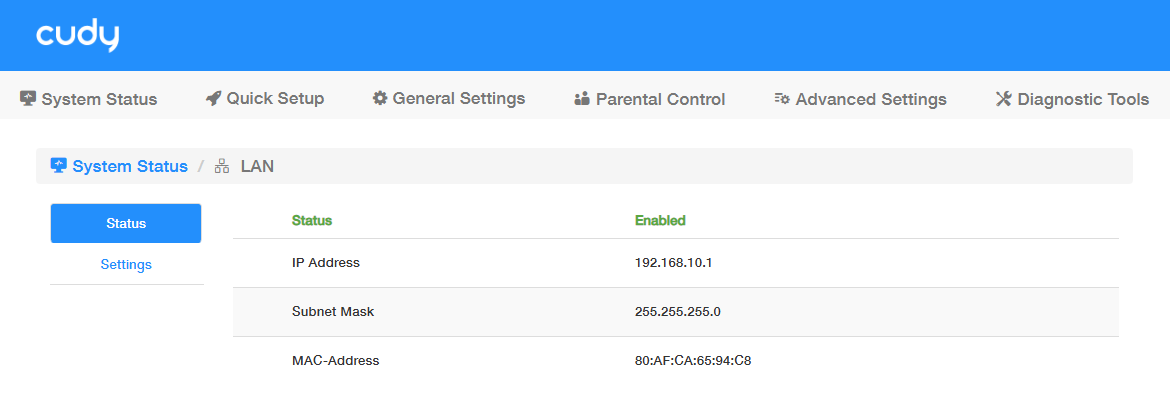 cudy
System Status Quick Setup General Settings Parental Control Advanced Settings Diagnostic Tools
System Status / LAN
Status
Settings
Status Enabled
IP Address 192.168.10.1
Subnet Mask 255.255.255.0
MAC-Address 80:AF:CA:65:94:C8